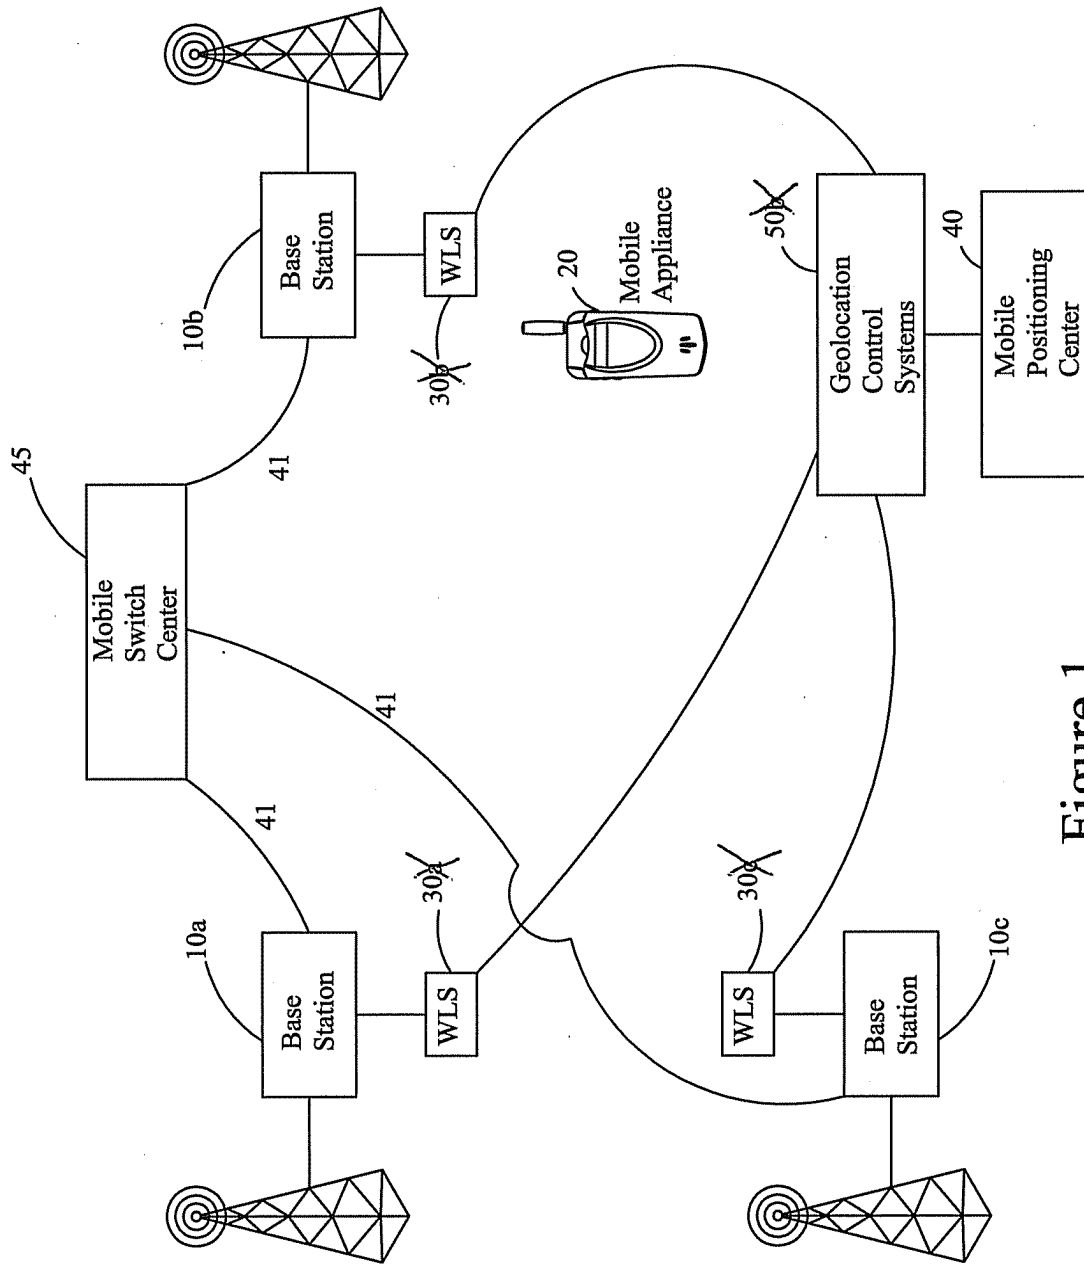 45
Mobile
Switch
Center
10a
10b
41
41
Base
Station
Base
Station
41
30a
30b
WLS
WLS
20
Mobile
Appliance
30c
50b
WLS
Geolocation
Control
Systems
Base
Station
40
10c
Mobile
Positioning
Center
Figure 1